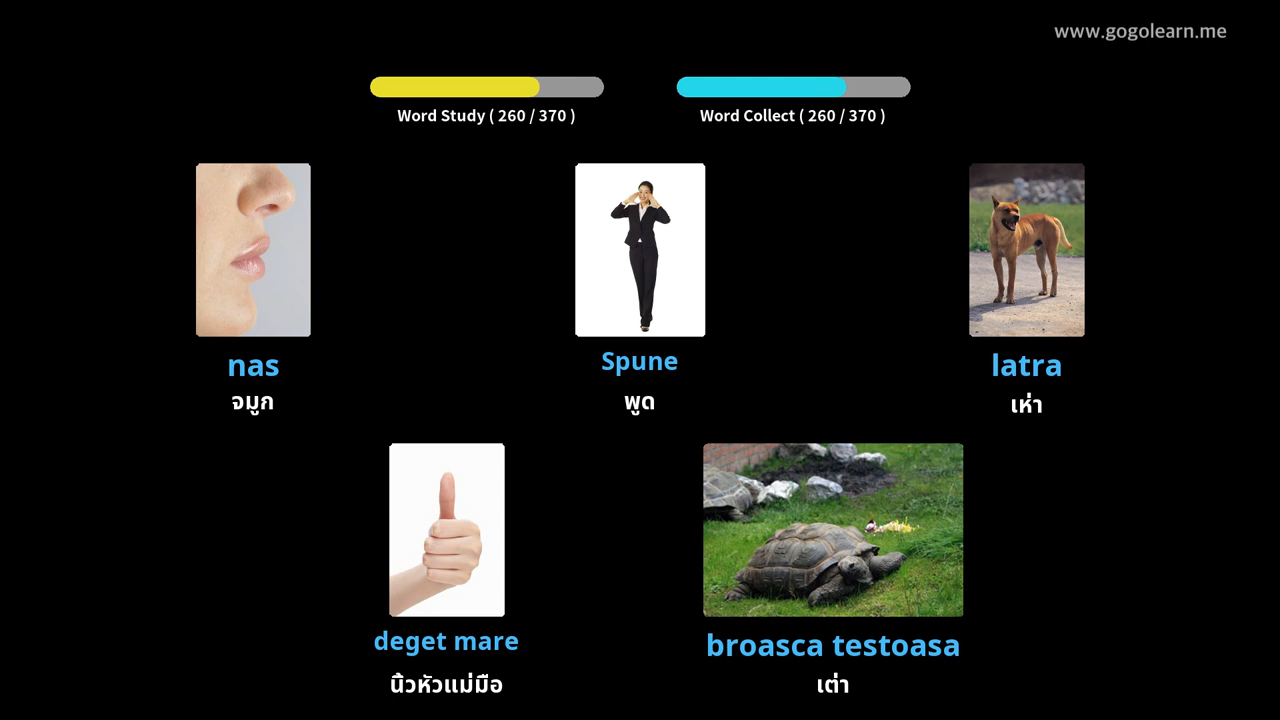 www.gogolearn.me
Word Study ( 260 / 370 )
Word Collect ( 260 / 370 )
nas
จมูก
Spune
พูด
latra
เห่า
deget mare
นิ้วหัวแม่มือ
broasca testoasa
เต่า